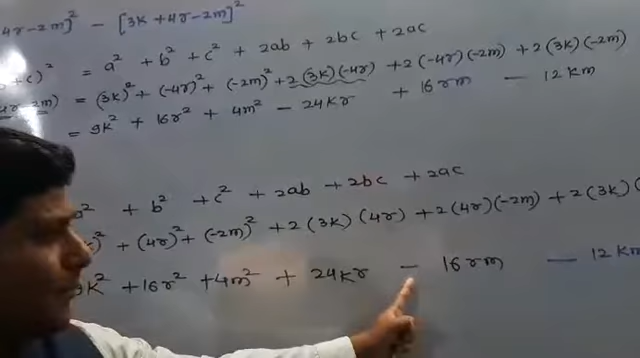 4r-2m]² - [3k+4r-2m]²
+c)² = a² + b² + c² + 2ab + 2bc + 2ac
4r-2m) = (3k)² + (-4r)² + (-2m)² + 2(3k)(-4r) + 2(-4r)(-2m) + 2(3k)(-2m)
= 9k² + 16r² + 4m² - 24kr + 16rm - 12km
a² + b² + c² + 2ab + 2bc + 2ac
)² + (4r)² + (-2m)² + 2(3k)(4r) + 2(4r)(-2m) + 2(3k)(
9k² + 16r² + 4m² + 24kr - 16rm - 12km